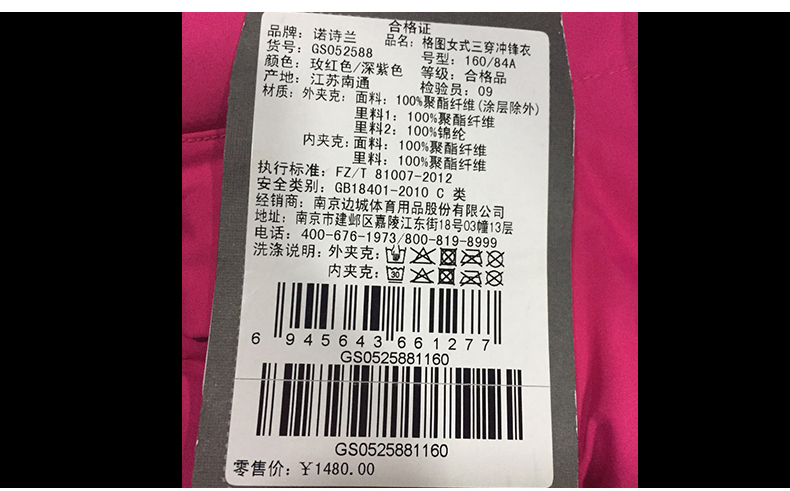 合格证
品牌: 诺诗兰 品名: 格图女式三穿冲锋衣
货号: GS052588 号型: 160/84A
颜色: 玫红色/深紫色 等级: 合格品
产地: 江苏南通 检验员: 09
材质: 外夹克: 面料: 100%聚酯纤维(涂层除外)
里料1: 100%聚酯纤维
里料2: 100%锦纶
内夹克: 面料: 100%聚酯纤维
里料: 100%聚酯纤维
执行标准: FZ/T 81007-2012
安全类别: GB18401-2010 C 类
经销商: 南京边城体育用品股份有限公司
地址: 南京市建邺区嘉陵江东街18号03幢13层
电话: 400-676-1973/800-819-8999
洗涤说明: 外夹克:
内夹克: 30
6 945643 661277
GS0525881160
GS0525881160
零售价: ¥1480.00